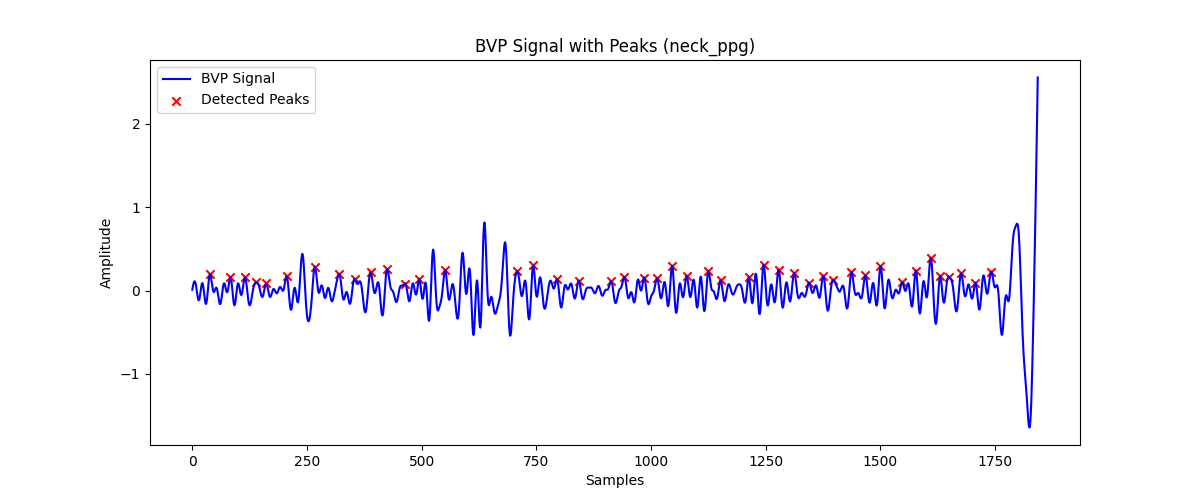 BVP Signal with Peaks (neck_ppg)
BVP Signal
Detected Peaks
Amplitude
2
1
0
−1
0 250 500 750 1000 1250 1500 1750
Samples